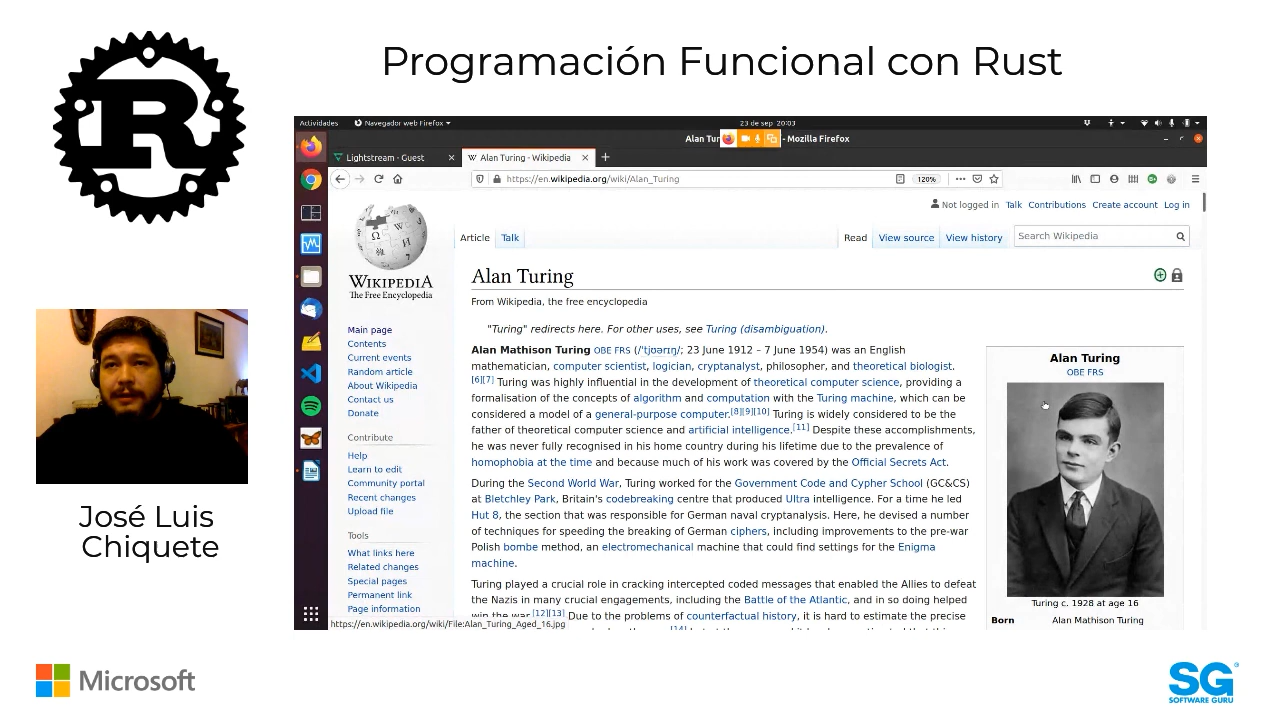 Programación Funcional con Rust
R
Actividades
Navegador web Firefox
23 de sep 20:03
Alan Tur - Mozilla Firefox
Lightstream - Guest
Alan Turing - Wikipedia
https://en.wikipedia.org/wiki/Alan_Turing
120%
Not logged in Talk Contributions Create account Log in
Article Talk
Read View source View history
Search Wikipedia
WIKIPEDIA
The Free Encyclopedia
Main page
Contents
Current events
Random article
About Wikipedia
Contact us
Donate
Contribute
Help
Learn to edit
Community portal
Recent changes
Upload file
Tools
What links here
Related changes
Special pages
Permanent link
Page information
Alan Turing
From Wikipedia, the free encyclopedia
"Turing" redirects here. For other uses, see Turing (disambiguation).
Alan Mathison Turing OBE FRS (/ˈtjʊərɪŋ/; 23 June 1912 – 7 June 1954) was an English
mathematician, computer scientist, logician, cryptanalyst, philosopher, and theoretical biologist.
[6][7] Turing was highly influential in the development of theoretical computer science, providing a
formalisation of the concepts of algorithm and computation with the Turing machine, which can be
considered a model of a general-purpose computer.[8][9][10] Turing is widely considered to be the
father of theoretical computer science and artificial intelligence.[11] Despite these accomplishments,
he was never fully recognised in his home country during his lifetime due to the prevalence of
homophobia at the time and because much of his work was covered by the Official Secrets Act.
During the Second World War, Turing worked for the Government Code and Cypher School (GC&CS)
at Bletchley Park, Britain's codebreaking centre that produced Ultra intelligence. For a time he led
Hut 8, the section that was responsible for German naval cryptanalysis. Here, he devised a number
of techniques for speeding the breaking of German ciphers, including improvements to the pre-war
Polish bombe method, an electromechanical machine that could find settings for the Enigma
machine.
Turing played a crucial role in cracking intercepted coded messages that enabled the Allies to defeat
the Nazis in many crucial engagements, including the Battle of the Atlantic, and in so doing helped
win the war.[12][13] Due to the problems of counterfactual history, it is hard to estimate the precise
Alan Turing
OBE FRS
Turing c. 1928 at age 16
Born Alan Mathison Turing
https://en.wikipedia.org/wiki/File:Alan_Turing_Aged_16.jpg
José Luis
Chiquete
Microsoft
SG
SOFTWARE GURU